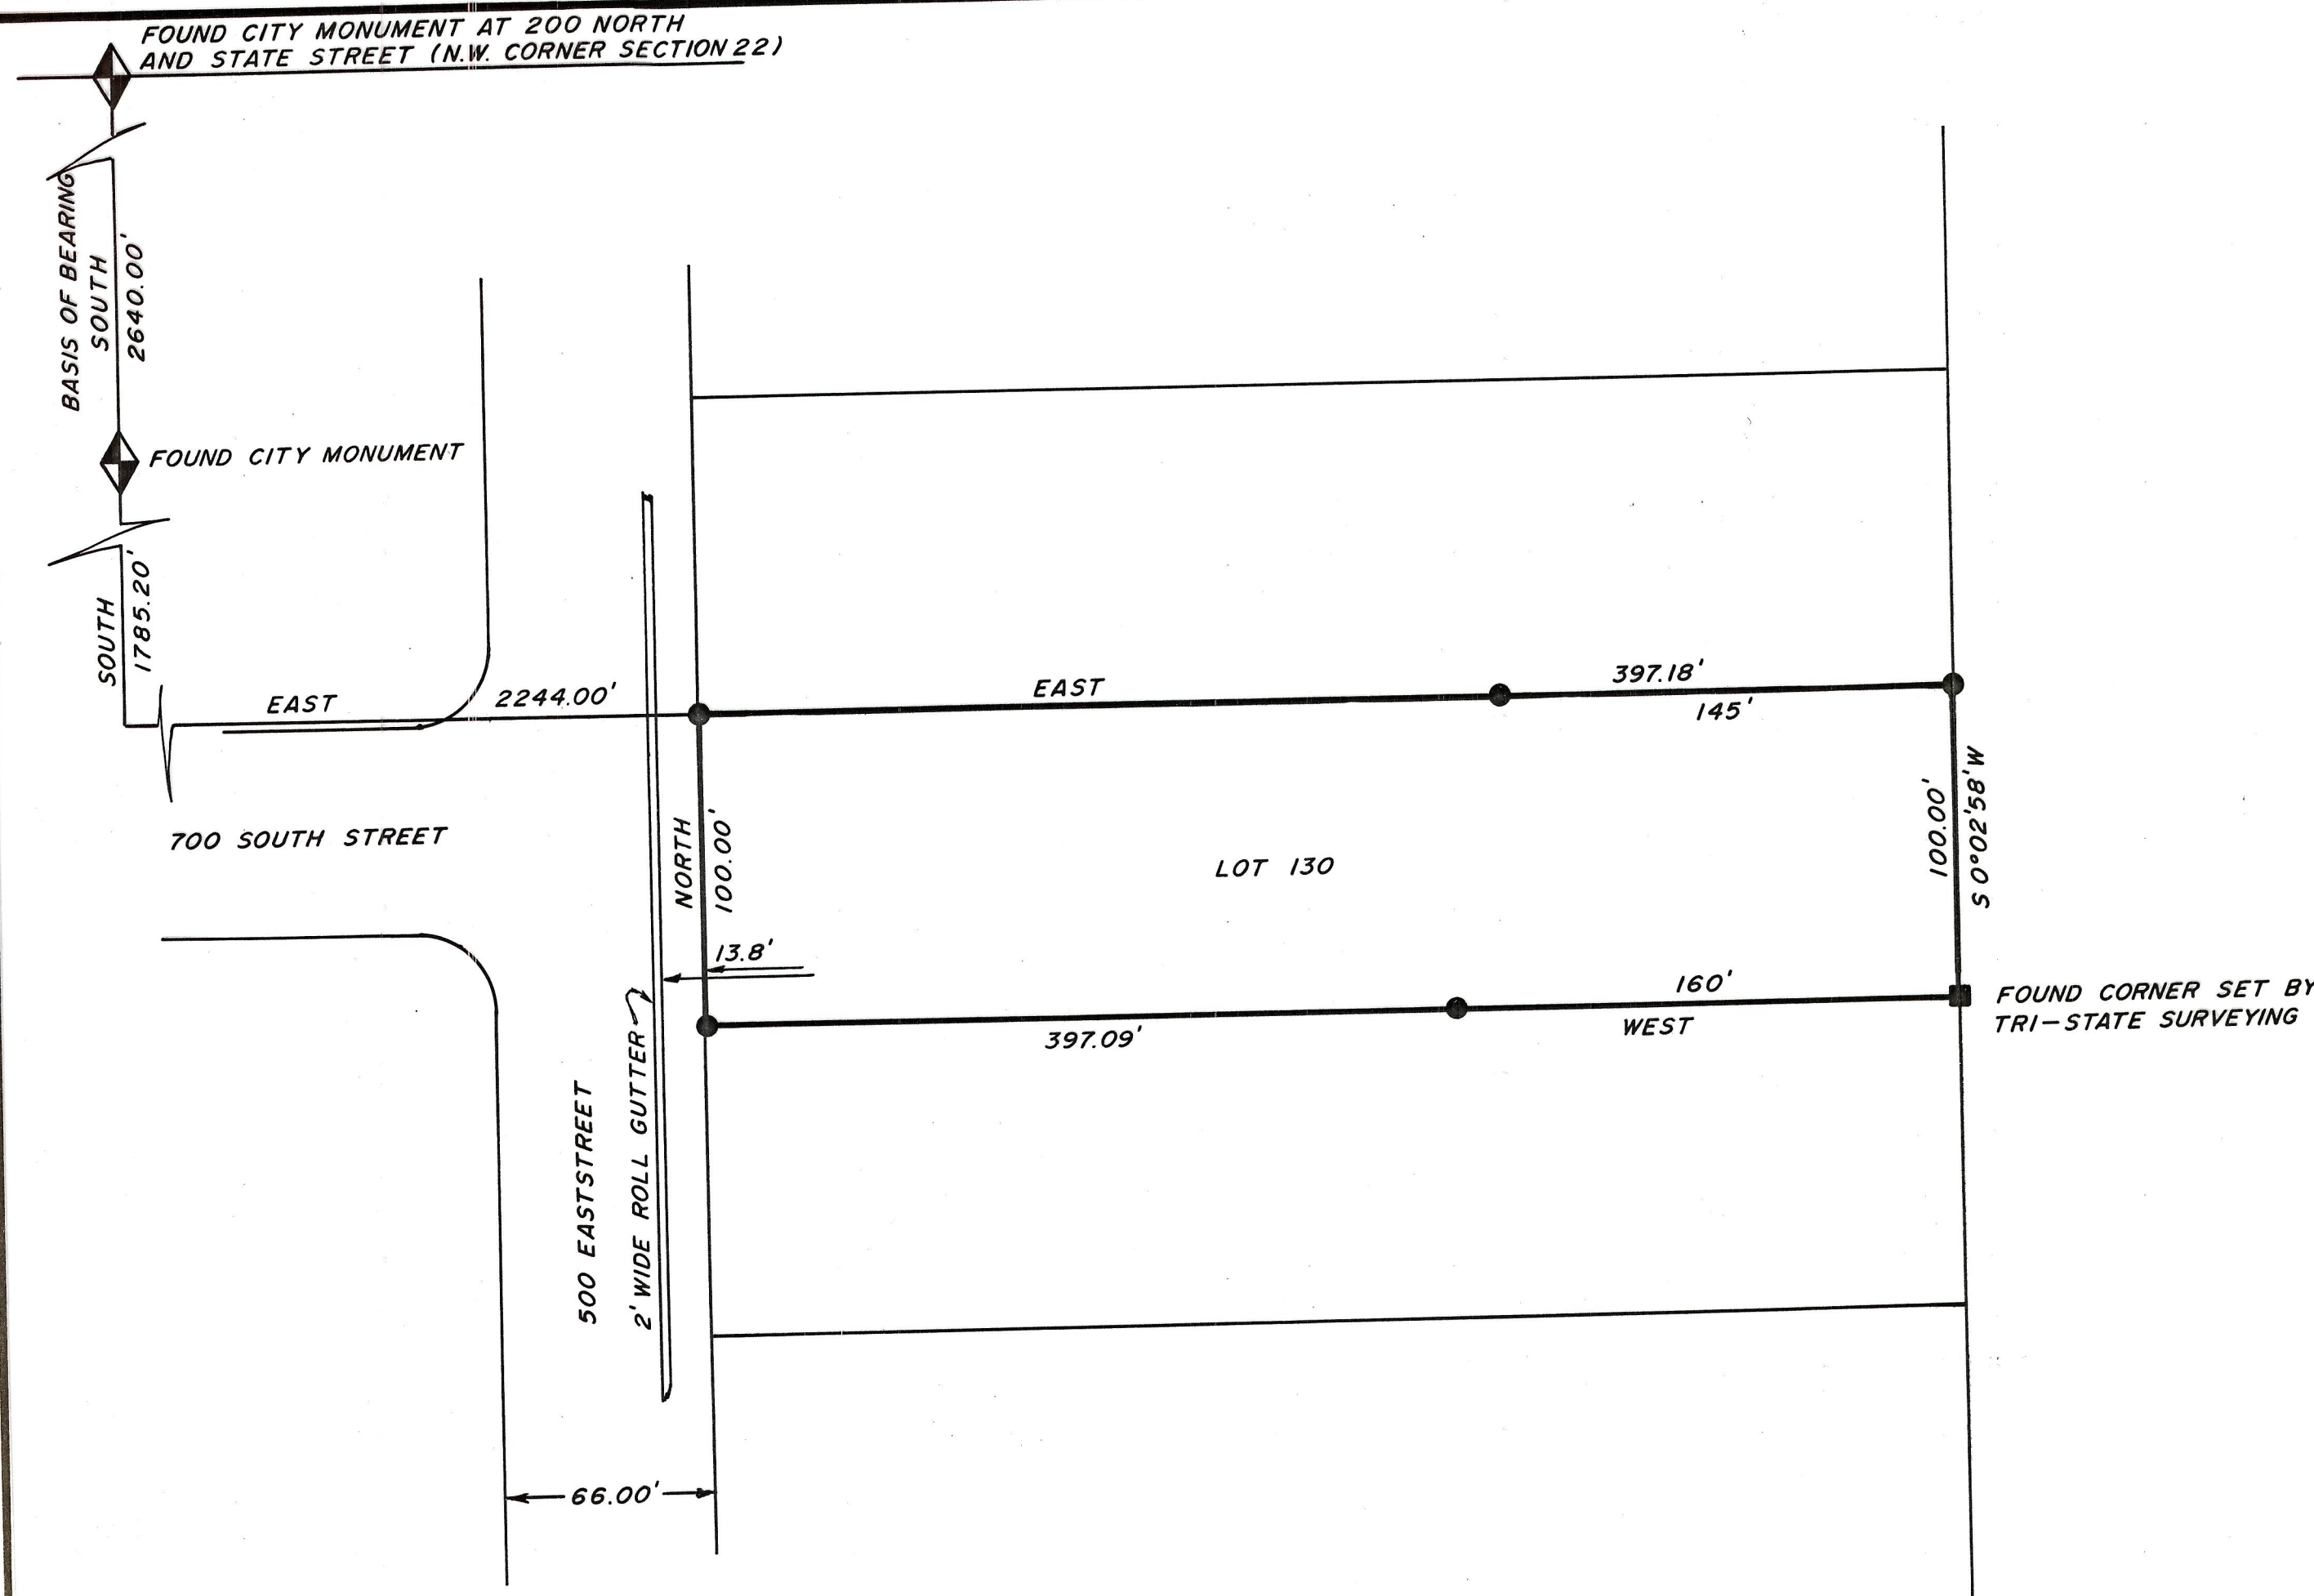 FOUND CITY MONUMENT AT 200 NORTH
AND STATE STREET (N.W. CORNER SECTION 22)
BASIS OF BEARING
SOUTH
2640.00'
FOUND CITY MONUMENT
SOUTH
1785.20'
EAST
2244.00'
EAST
397.18'
145'
700 SOUTH STREET
NORTH
100.00'
LOT 130
100.00'
S 0°02'58' W
13.8'
160'
397.09'
WEST
FOUND CORNER SET BY
TRI-STATE SURVEYING
500 EASTSTREET
2' WIDE ROLL GUTTER
66.00'